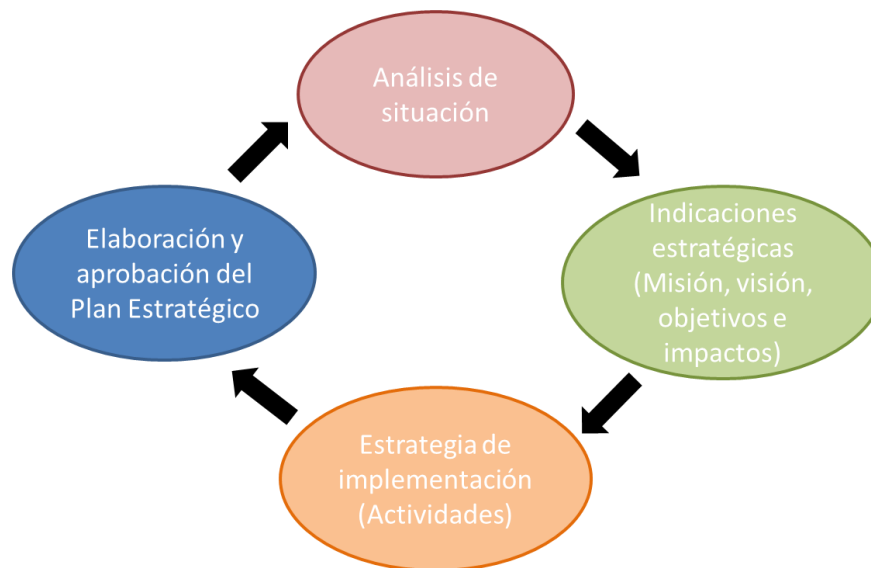 Análisis de
situación
Indicaciones
estratégicas
(Misión, visión,
objetivos e
impactos)
Estrategia de
implementación
(Actividades)
Elaboración y
aprobación del
Plan Estratégico